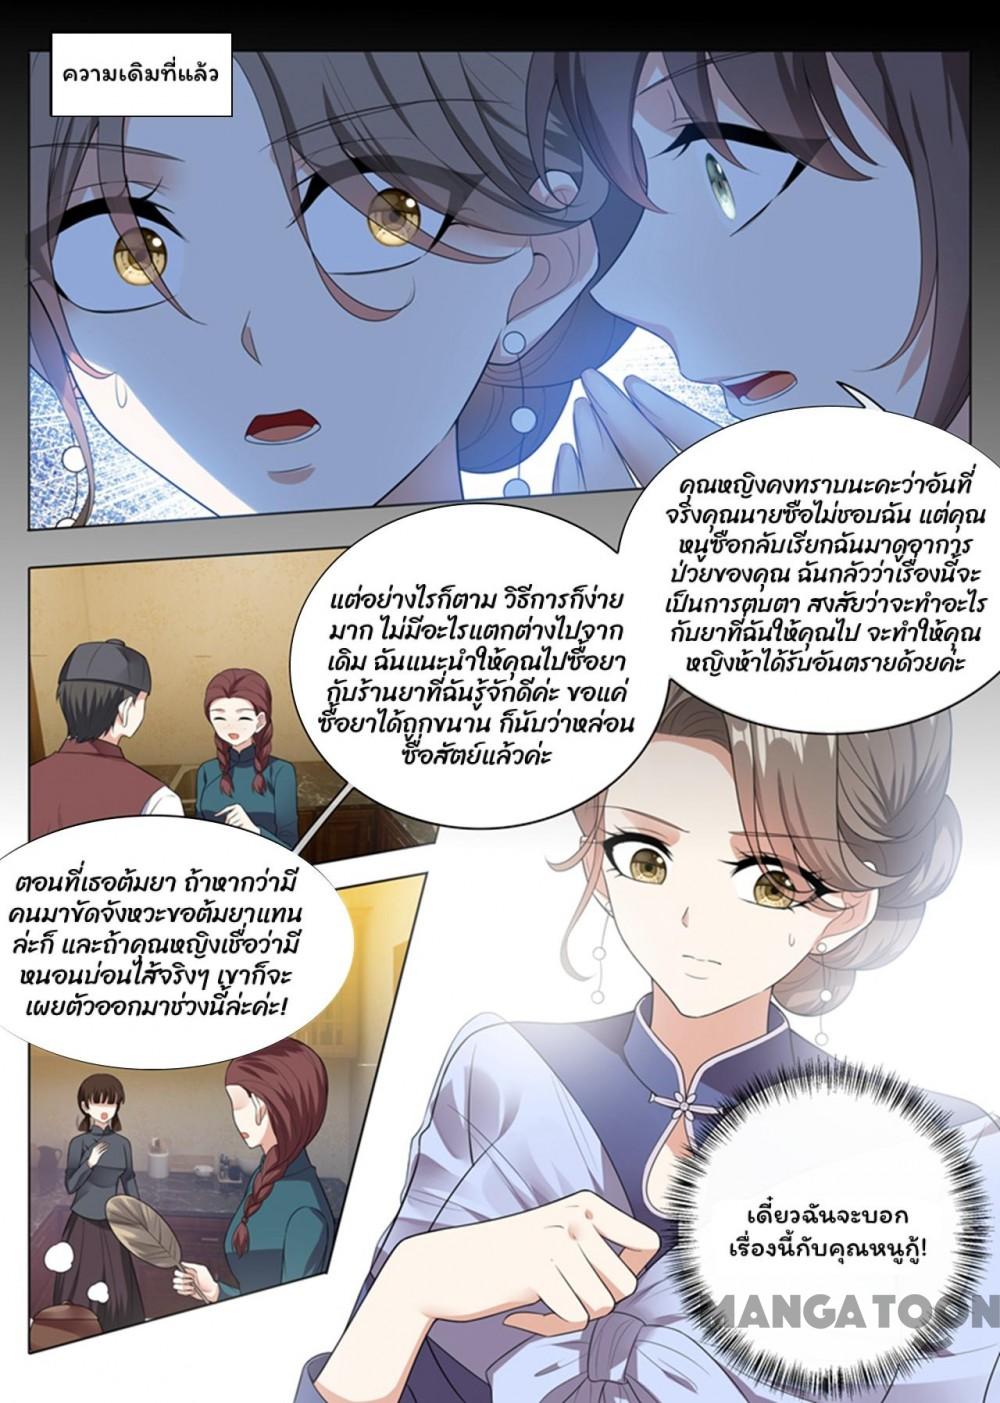 ความเดิมที่แล้ว
คุณหญิงคงทราบนะคะว่าอันที่
จริงคุณนายซือไม่ชอบฉัน แต่คุณ
หนูซือกลับเรียกฉันมาดูอาการ
ป่วยของคุณ ฉันกลัวว่าเรื่องนี้จะ
เป็นการตบตา สงสัยว่าจะทำอะไร
กับยาที่ฉันให้คุณไป จะทำให้คุณ
หญิงห้าได้รับอันตรายด้วยค่ะ
แต่อย่างไรก็ตาม วิธีการก็ง่าย
มาก ไม่มีอะไรแตกต่างไปจาก
เดิม ฉันแนะนำให้คุณไปซื้อยา
กับร้านยาที่ฉันรู้จักดีค่ะ ขอแค่
ซื้อยาได้ถูกขนาน ก็นับว่าหล่อน
ซื่อสัตย์แล้วค่ะ
ตอนที่เธอต้มยา ถ้าหากว่ามี
คนมาขัดจังหวะขอต้มยาแทน
ล่ะก็ และถ้าคุณหญิงเชื่อว่ามี
หนอนบ่อนไส้จริงๆ เขาก็จะ
เผยตัวออกมาช่วงนี้ล่ะค่ะ!
เดี๋ยวฉันจะบอก
เรื่องนี้กับคุณหนูกู้!
MANGATOON